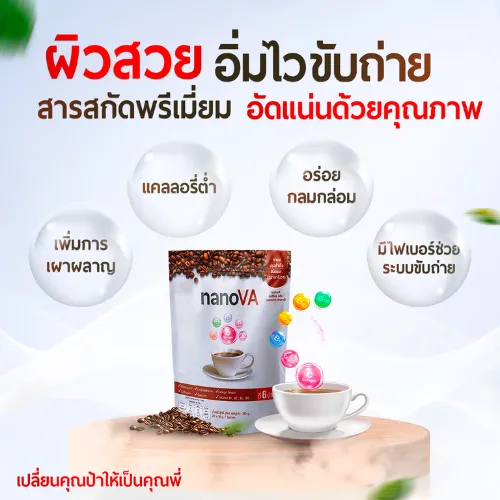 ผิวสวย อิ่มไวขับถ่าย
สารสกัดพรีเมี่ยม อัดแน่นด้วยคุณภาพ
แคลลอรี่ต่ำ
อร่อย
กลมกล่อม
เพิ่มการ
เผาผลาญ
มีไฟเบอร์ช่วย
ระบบขับถ่าย
nanoVA
เปลี่ยนคุณป้าให้เป็นคุณพี่